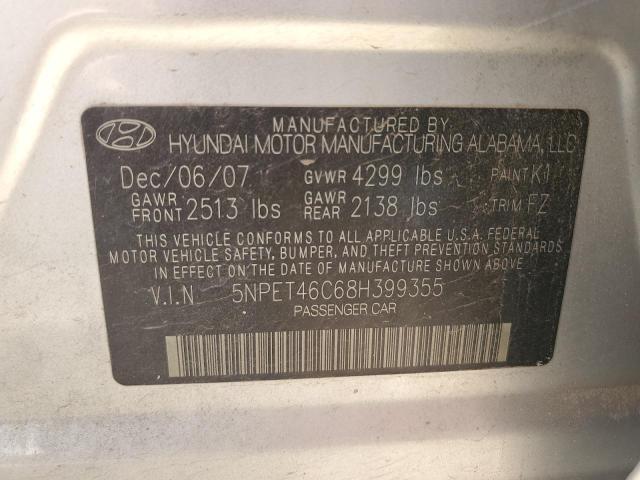 MANUFACTURED BY:
HYUNDAI MOTOR MANUFACTURING ALABAMA, LLC
Dec/06/07 GVWR 4299 lbs PAINT K1
GAWR FRONT 2513 lbs GAWR REAR 2138 lbs TRIM FZ
THIS VEHICLE CONFORMS TO ALL APPLICABLE U.S.A. FEDERAL
MOTOR VEHICLE SAFETY, BUMPER, AND THEFT PREVENTION STANDARDS
IN EFFECT ON THE DATE OF MANUFACTURE SHOWN ABOVE
V.I.N. 5NPET46C68H399355
PASSENGER CAR